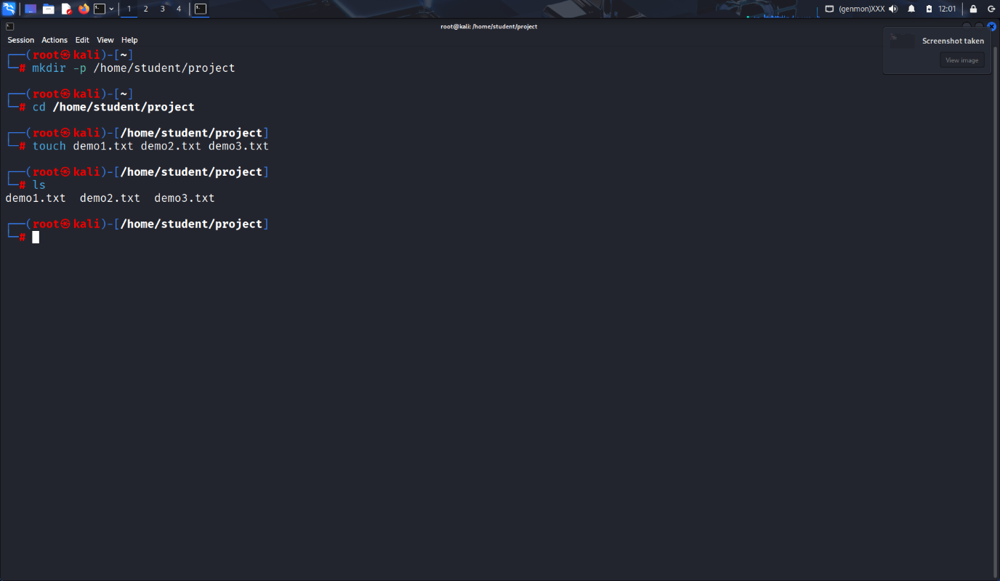 1 2 3 4 (genmon)XXX 12:01
root@kali: /home/student/project
Session Actions Edit View Help
Screenshot taken
View image
┌──(root㉿kali)-[~]
└─# mkdir -p /home/student/project
┌──(root㉿kali)-[~]
└─# cd /home/student/project
┌──(root㉿kali)-[/home/student/project]
└─# touch demo1.txt demo2.txt demo3.txt
┌──(root㉿kali)-[/home/student/project]
└─# ls
demo1.txt  demo2.txt  demo3.txt
┌──(root㉿kali)-[/home/student/project]
└─#